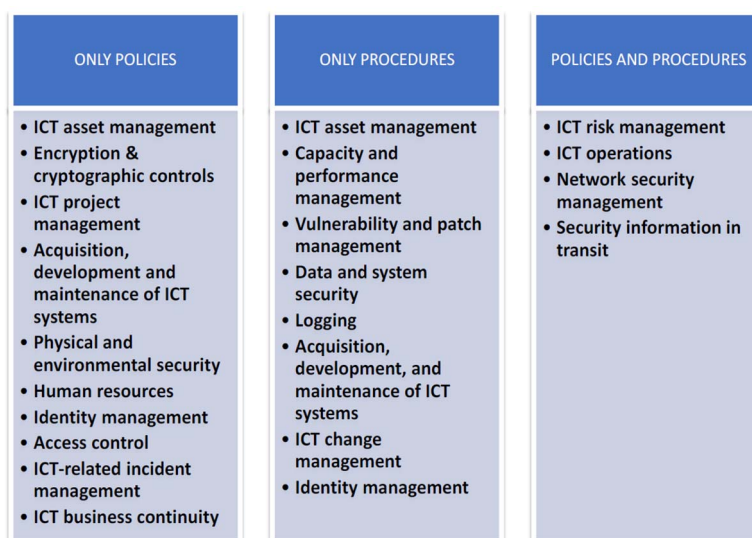 ONLY POLICIES
• ICT asset management
• Encryption &
cryptographic controls
• ICT project
management
• Acquisition,
development and
maintenance of ICT
systems
• Physical and
environmental security
• Human resources
• Identity management
• Access control
• ICT-related incident
management
• ICT business continuity
ONLY PROCEDURES
• ICT asset management
• Capacity and
performance
management
• Vulnerability and patch
management
• Data and system
security
• Logging
• Acquisition,
development, and
maintenance of ICT
systems
• ICT change
management
• Identity management
POLICIES AND PROCEDURES
• ICT risk management
• ICT operations
• Network security
management
• Security information in
transit